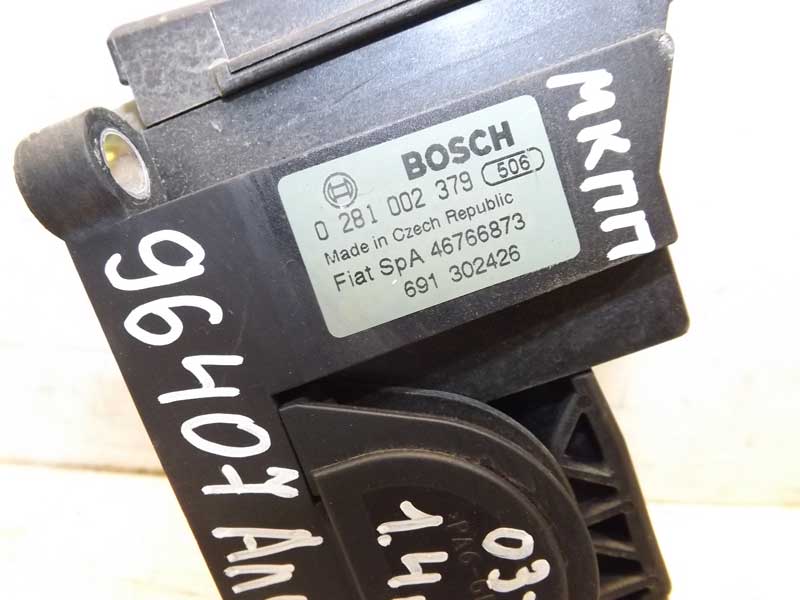 BOSCH
0 281 002 379 506
Made in Czech Republic
Fiat SpA 46766873
691 302426
МКПП
96407
1.4
03